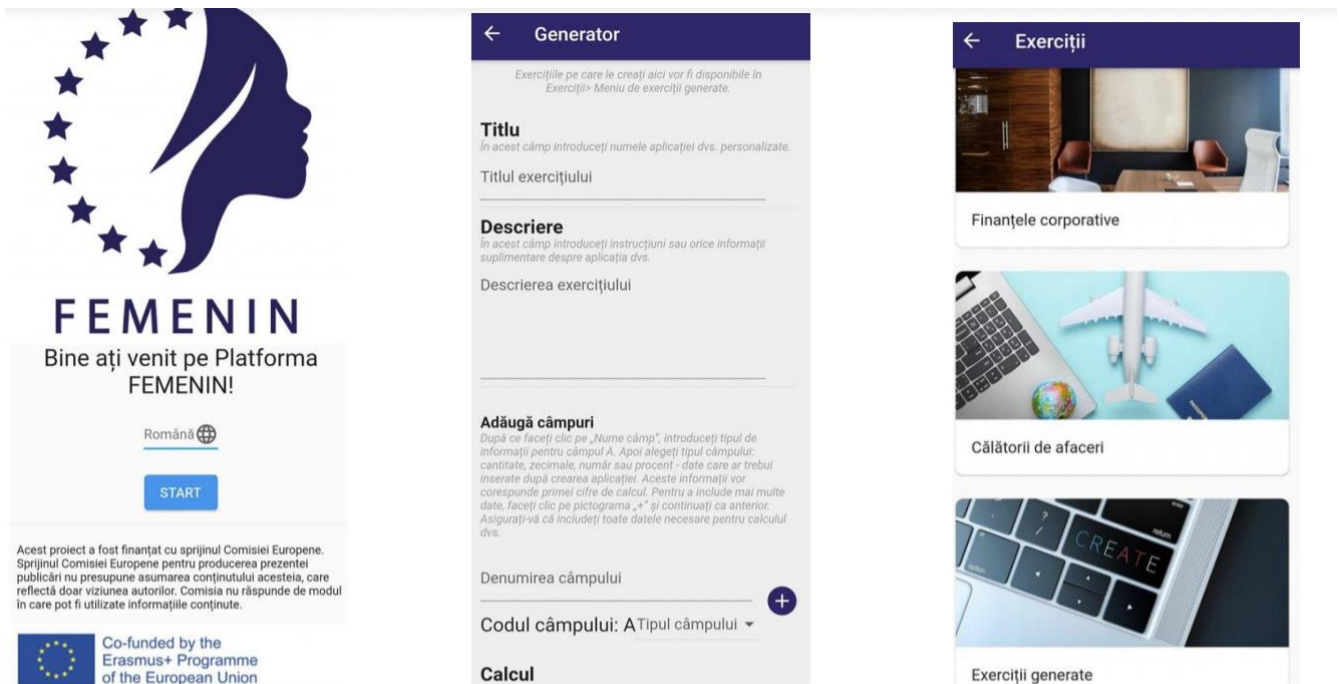 FEMENIN
Bine ați venit pe Platforma
FEMENIN!
Română
START
Acest proiect a fost finanțat cu sprijinul Comisiei Europene.
Sprijinul Comisiei Europene pentru producerea prezentei
publicări nu presupune asumarea conținutului acesteia, care
reflectă doar viziunea autorilor. Comisia nu răspunde de modul
în care pot fi utilizate informațiile conținute.
Co-funded by the
Erasmus+ Programme
of the European Union
Generator
Exercițiile pe care le creați aici vor fi disponibile în
Exerciții> Meniu de exerciții generate.
Titlu
În acest câmp introduceți numele aplicației dvs. personalizate.
Titlul exercițiului
Descriere
În acest câmp introduceți instrucțiuni sau orice informații
suplimentare despre aplicația dvs.
Descrierea exercițiului
Adăugă câmpuri
După ce faceți clic pe „Nume câmp”, introduceți tipul de
informații pentru câmpul A. Apoi alegeți tipul câmpului:
cantitate, zecimale, număr sau procent - date care ar trebui
inserate după crearea aplicației. Aceste informații vor
corespunde primei cifre de calcul. Pentru a include mai multe
date, faceți clic pe pictograma „+” și continuați ca anterior.
Asigurați-vă că includeți toate datele necesare pentru calculul
dvs.
Denumirea câmpului
Codul câmpului: A Tipul câmpului
Calcul
Exerciții
Finanțele corporative
PASSPORT
Călătorii de afaceri
return
CREATE
option
Exerciții generate